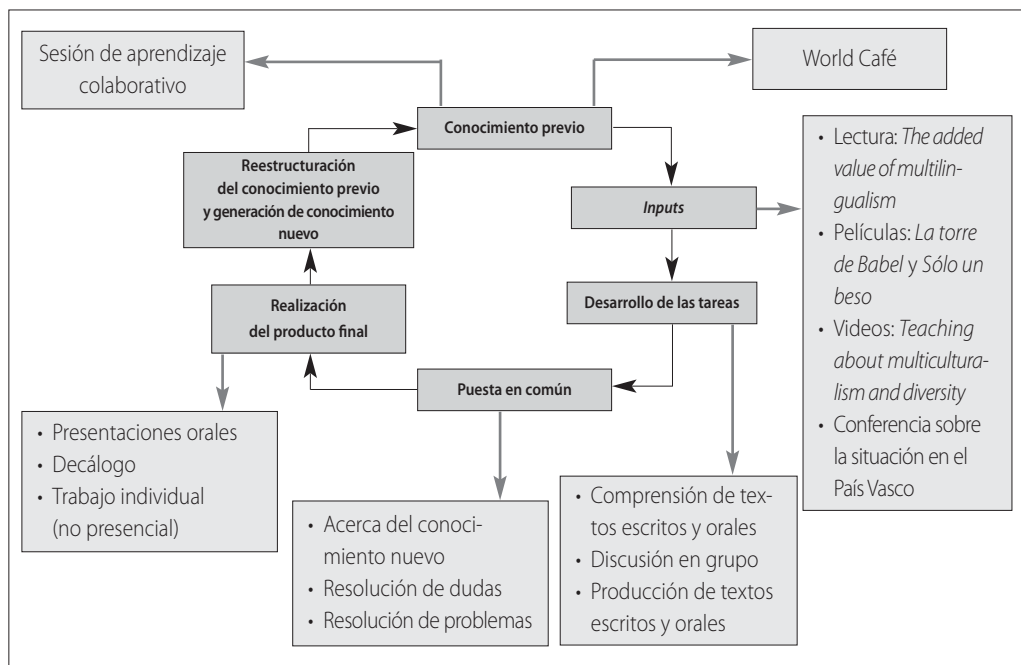 Sesión de aprendizaje
colaborativo
World Café
Conocimiento previo
Reestructuración
del conocimiento previo
y generación de conocimiento
nuevo
Inputs
• Lectura: The added
value of multilin-
gualism
• Películas: La torre
de Babel y Sólo un
beso
• Videos: Teaching
about multicultura-
lism and diversity
• Conferencia sobre
la situación en el
País Vasco
Realización
del producto final
Desarrollo de las tareas
Puesta en común
• Presentaciones orales
• Decálogo
• Trabajo individual
(no presencial)
• Acerca del conoci-
miento nuevo
• Resolución de dudas
• Resolución de problemas
• Comprensión de tex-
tos escritos y orales
• Discusión en grupo
• Producción de textos
escritos y orales